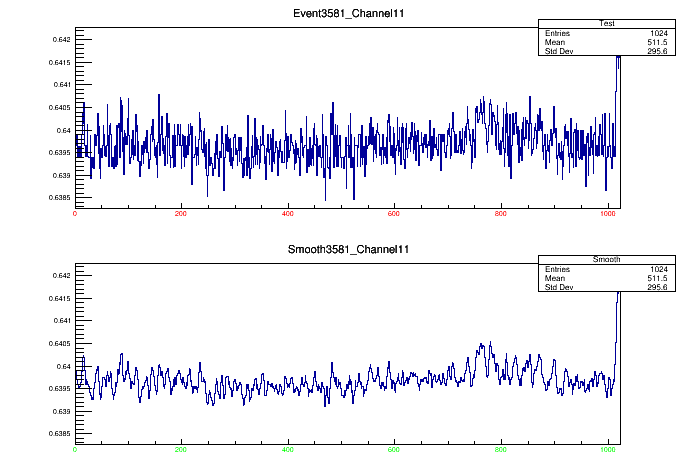 Event3581_Channel11
Test
Entries 1024
Mean 511.5
Std Dev 295.6
0.642
0.6415
0.641
0.6405
0.64
0.6395
0.639
0.6385
0 200 400 600 800 1000
Smooth3581_Channel11
Smooth
Entries 1024
Mean 511.5
Std Dev 295.6
0.642
0.6415
0.641
0.6405
0.64
0.6395
0.639
0.6385
0 200 400 600 800 1000